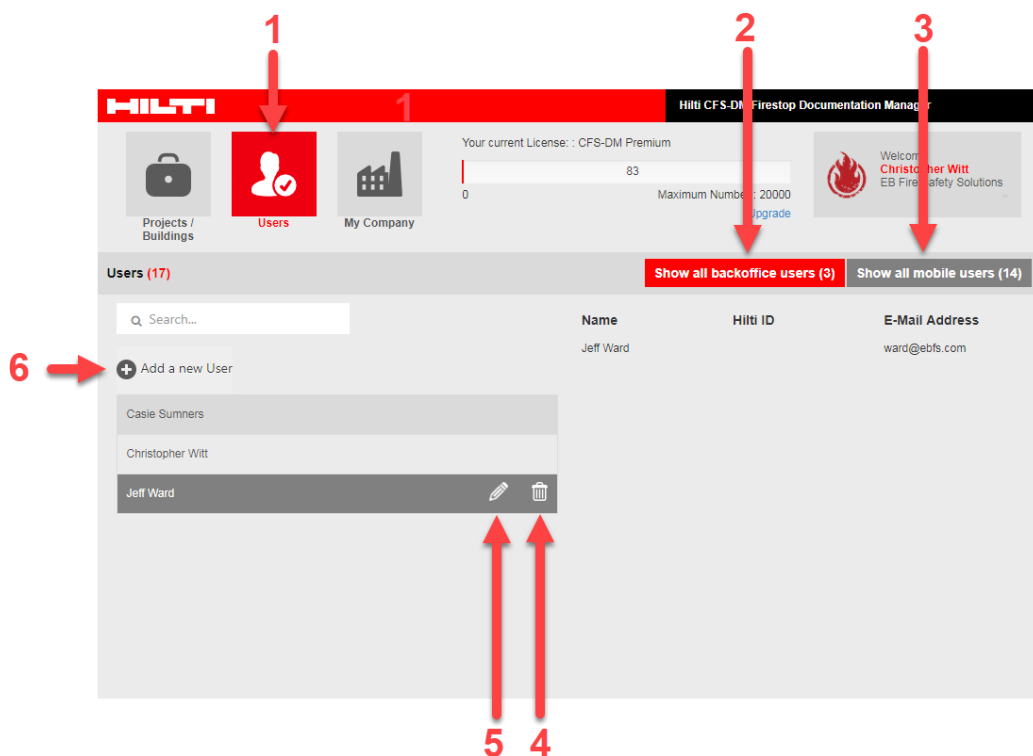 1
2
3
HILTI
1
Hilti CFS-DM Firestop Documentation Manager
Your current License: : CFS-DM Premium
83
0
Maximum Number: 20000
Upgrade
Welcome
Christopher Witt
EB Fire Safety Solutions
Projects /
Buildings
Users
My Company
Users (17)
Show all backoffice users (3)
Show all mobile users (14)
Search...
Name
Hilti ID
E-Mail Address
Jeff Ward
ward@ebfs.com
6
Add a new User
Casie Sumners
Christopher Witt
Jeff Ward
5
4